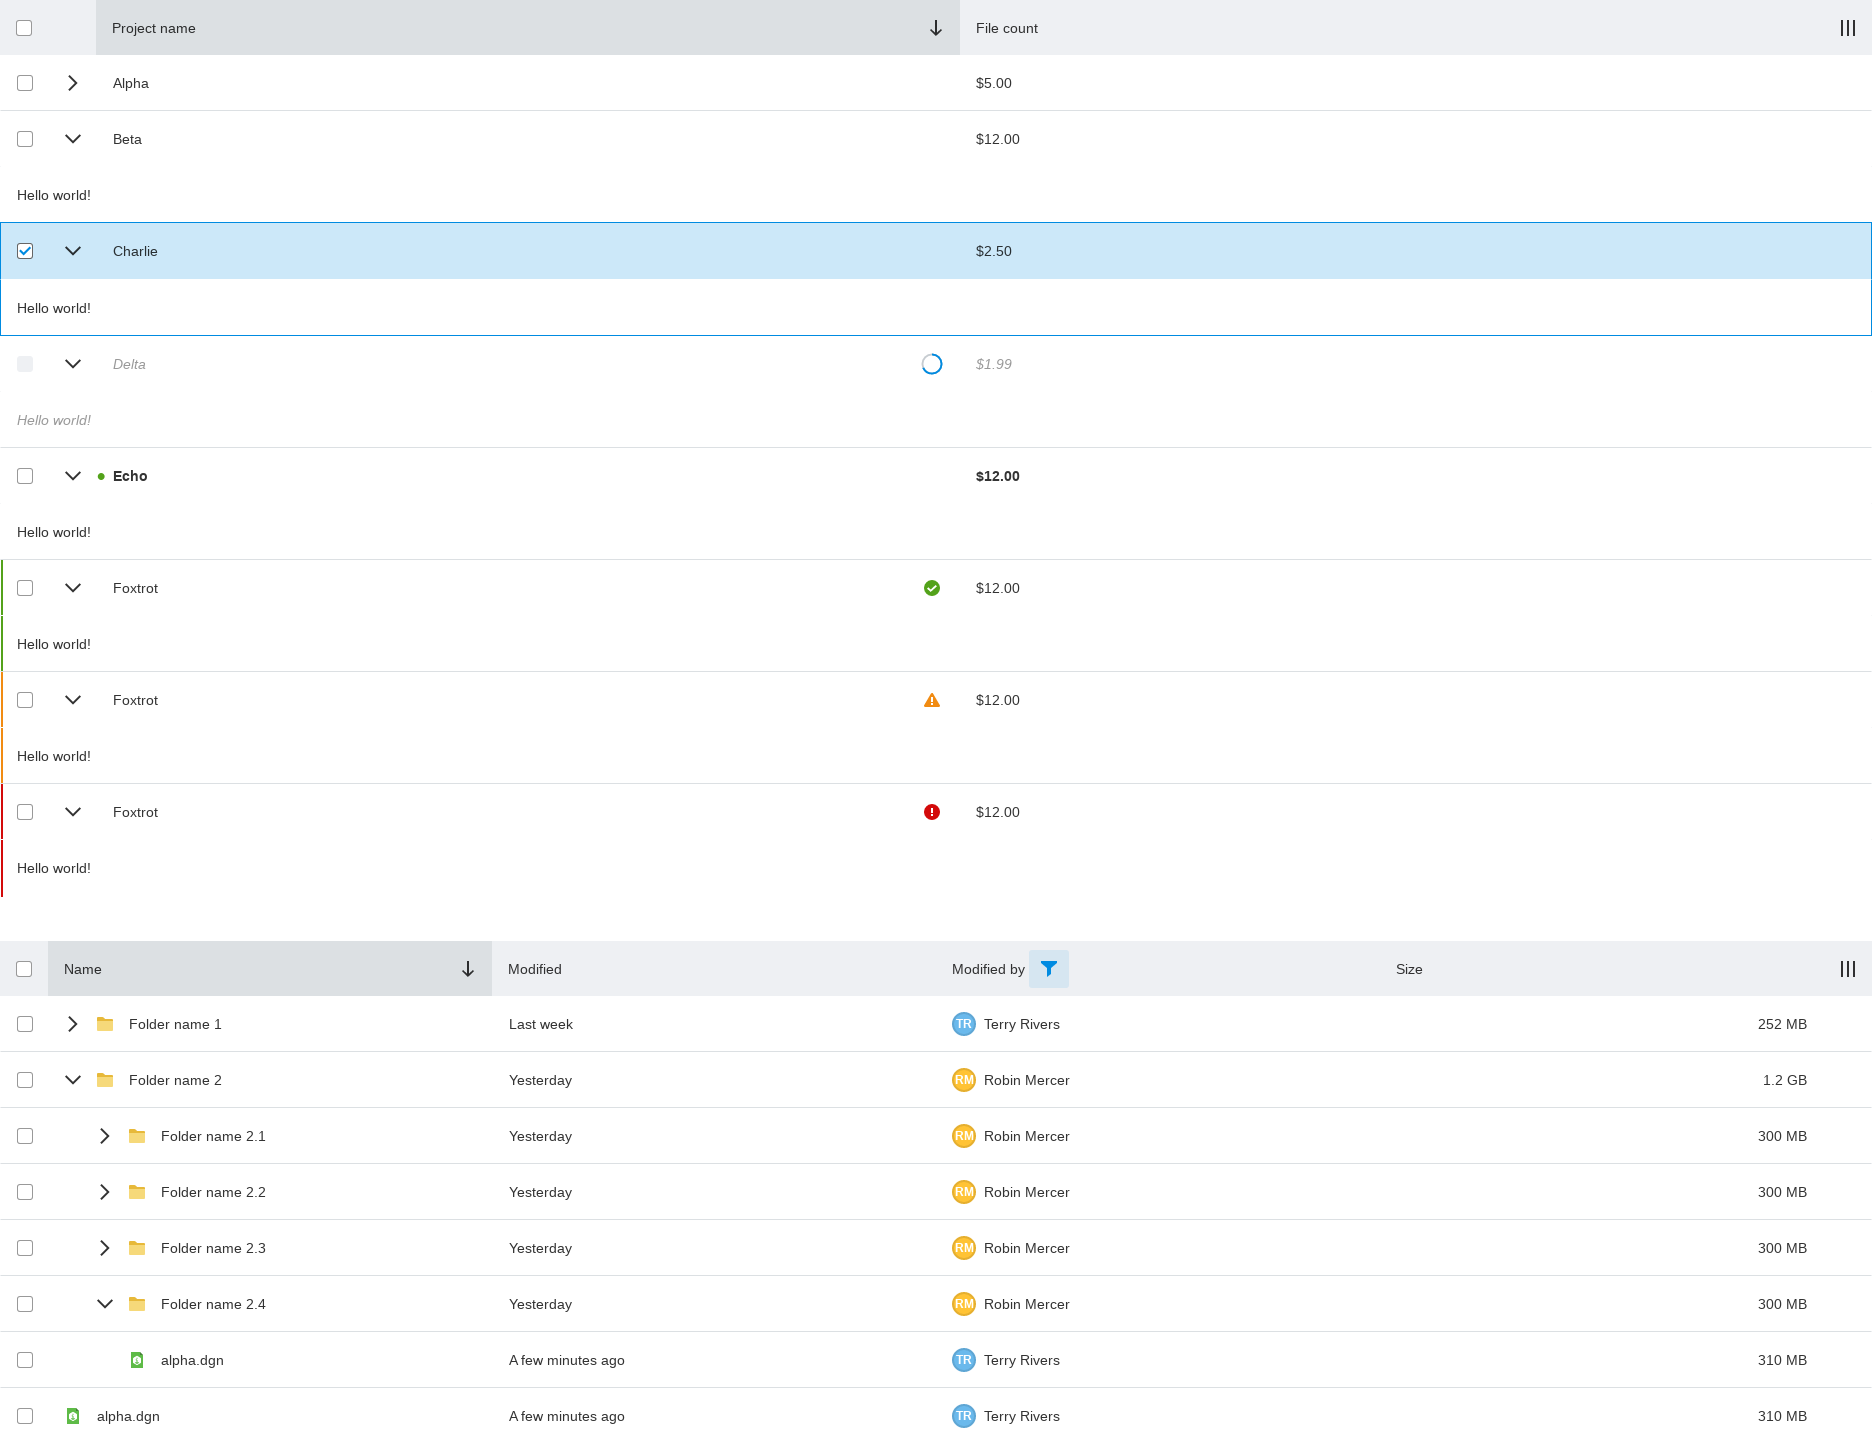 Project name File count
Alpha $5.00
Beta $12.00
Hello world!
Charlie $2.50
Hello world!
Delta $1.99
Hello world!
Echo $12.00
Hello world!
Foxtrot $12.00
Hello world!
Foxtrot $12.00
Hello world!
Foxtrot $12.00
Hello world!
Name Modified Modified by Size
Folder name 1 Last week TR Terry Rivers 252 MB
Folder name 2 Yesterday RM Robin Mercer 1.2 GB
Folder name 2.1 Yesterday RM Robin Mercer 300 MB
Folder name 2.2 Yesterday RM Robin Mercer 300 MB
Folder name 2.3 Yesterday RM Robin Mercer 300 MB
Folder name 2.4 Yesterday RM Robin Mercer 300 MB
alpha.dgn A few minutes ago TR Terry Rivers 310 MB
alpha.dgn A few minutes ago TR Terry Rivers 310 MB